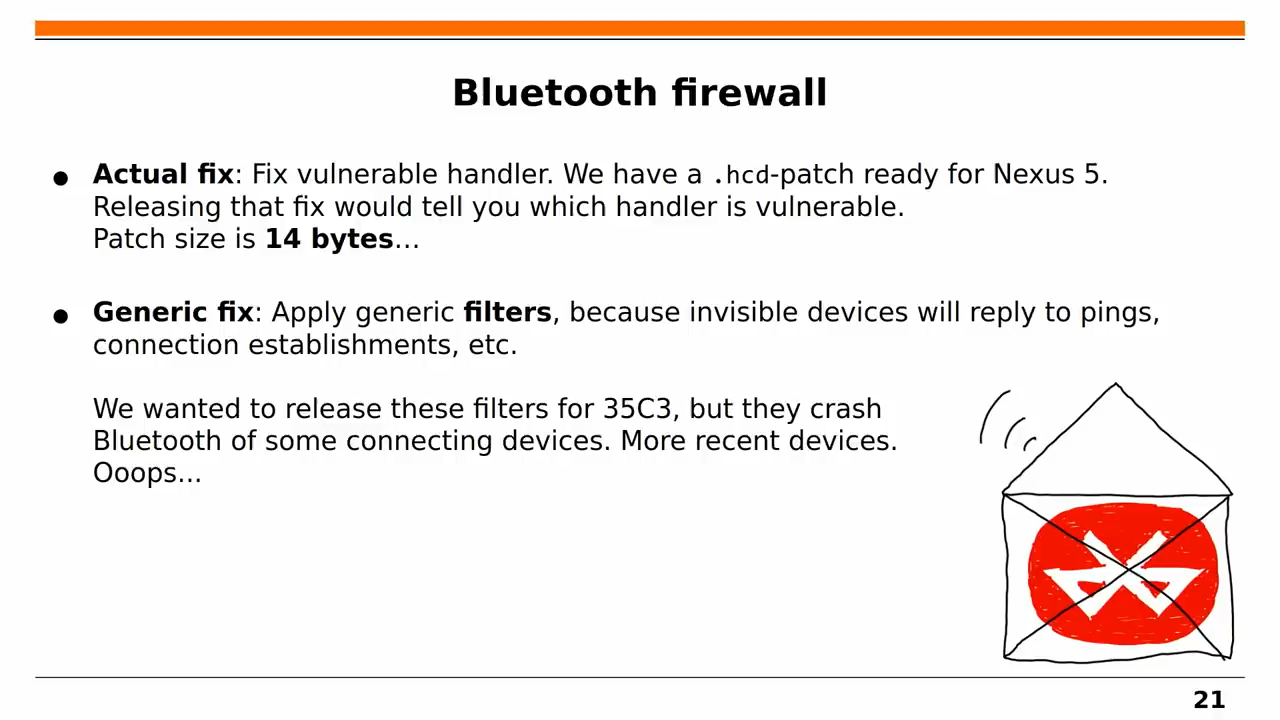 Bluetooth firewall
● Actual fix: Fix vulnerable handler. We have a .hcd-patch ready for Nexus 5.
Releasing that fix would tell you which handler is vulnerable.
Patch size is 14 bytes…
● Generic fix: Apply generic filters, because invisible devices will reply to pings,
connection establishments, etc.
We wanted to release these filters for 35C3, but they crash
Bluetooth of some connecting devices. More recent devices.
Ooops…
21